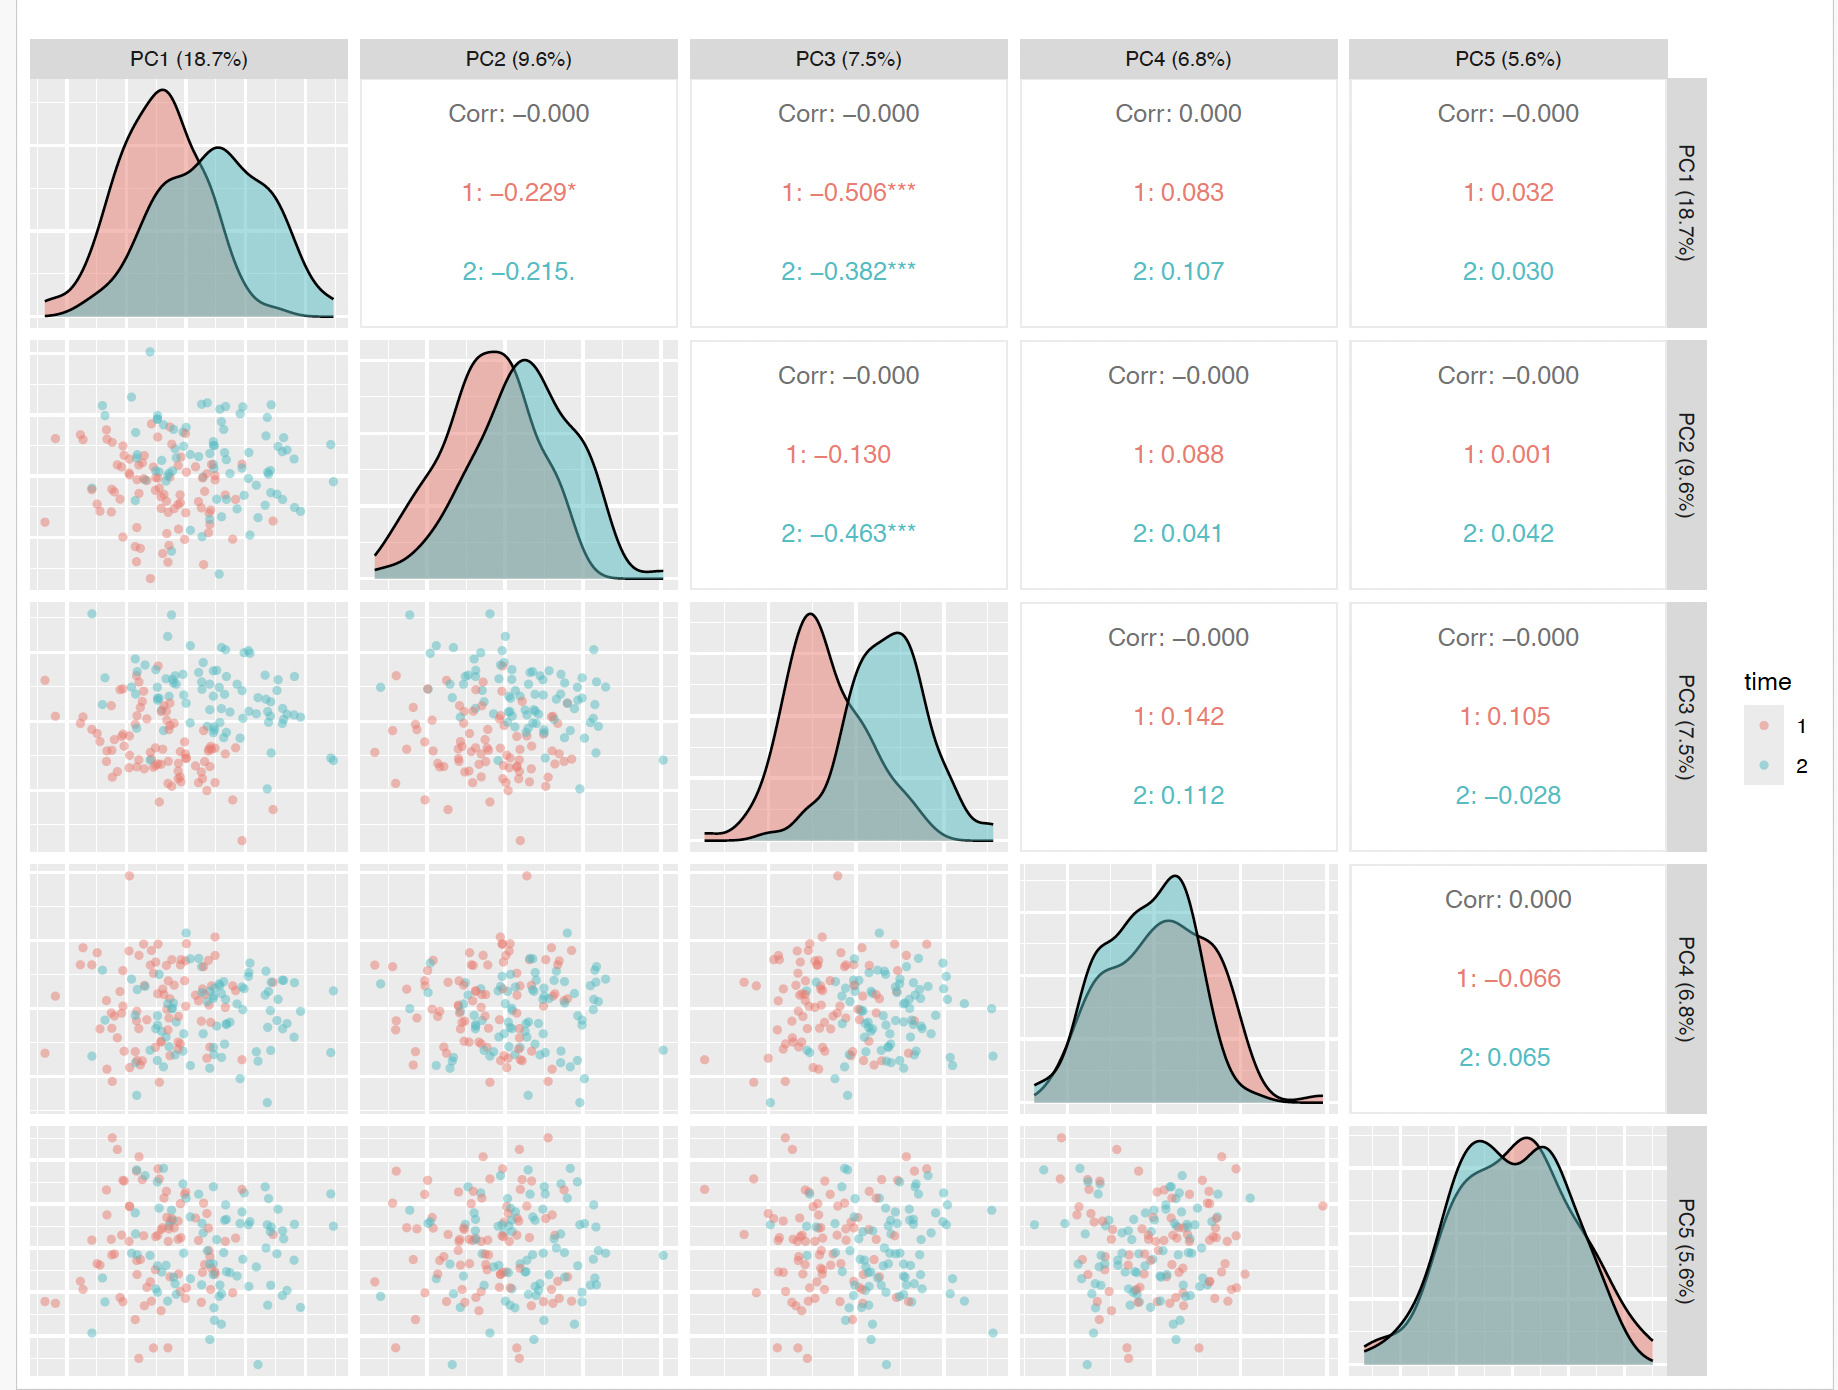 PC1 (18.7%)
PC2 (9.6%)
PC3 (7.5%)
PC4 (6.8%)
PC5 (5.6%)
Corr: −0.000
1: −0.229*
2: −0.215.
Corr: −0.000
1: −0.506***
2: −0.382***
Corr: 0.000
1: 0.083
2: 0.107
Corr: −0.000
1: 0.032
2: 0.030
PC1 (18.7%)
Corr: −0.000
1: −0.130
2: −0.463***
Corr: −0.000
1: 0.088
2: 0.041
Corr: −0.000
1: 0.001
2: 0.042
PC2 (9.6%)
Corr: −0.000
1: 0.142
2: 0.112
Corr: −0.000
1: 0.105
2: −0.028
PC3 (7.5%)
Corr: 0.000
1: −0.066
2: 0.065
PC4 (6.8%)
PC5 (5.6%)
time
1
2